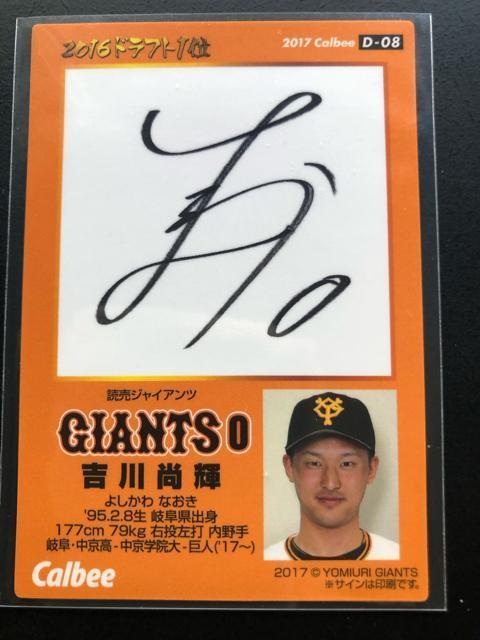 2016ドラフト1位
2017 Calbee D-08
読売ジャイアンツ
GIANTS 0
吉川尚輝
よしかわ なおき
'95.2.8生 岐阜県出身
177cm 79kg 右投左打 内野手
岐阜・中京高-中京学院大-巨人('17〜)
Calbee
2017 © YOMIURI GIANTS
※サインは印刷です。